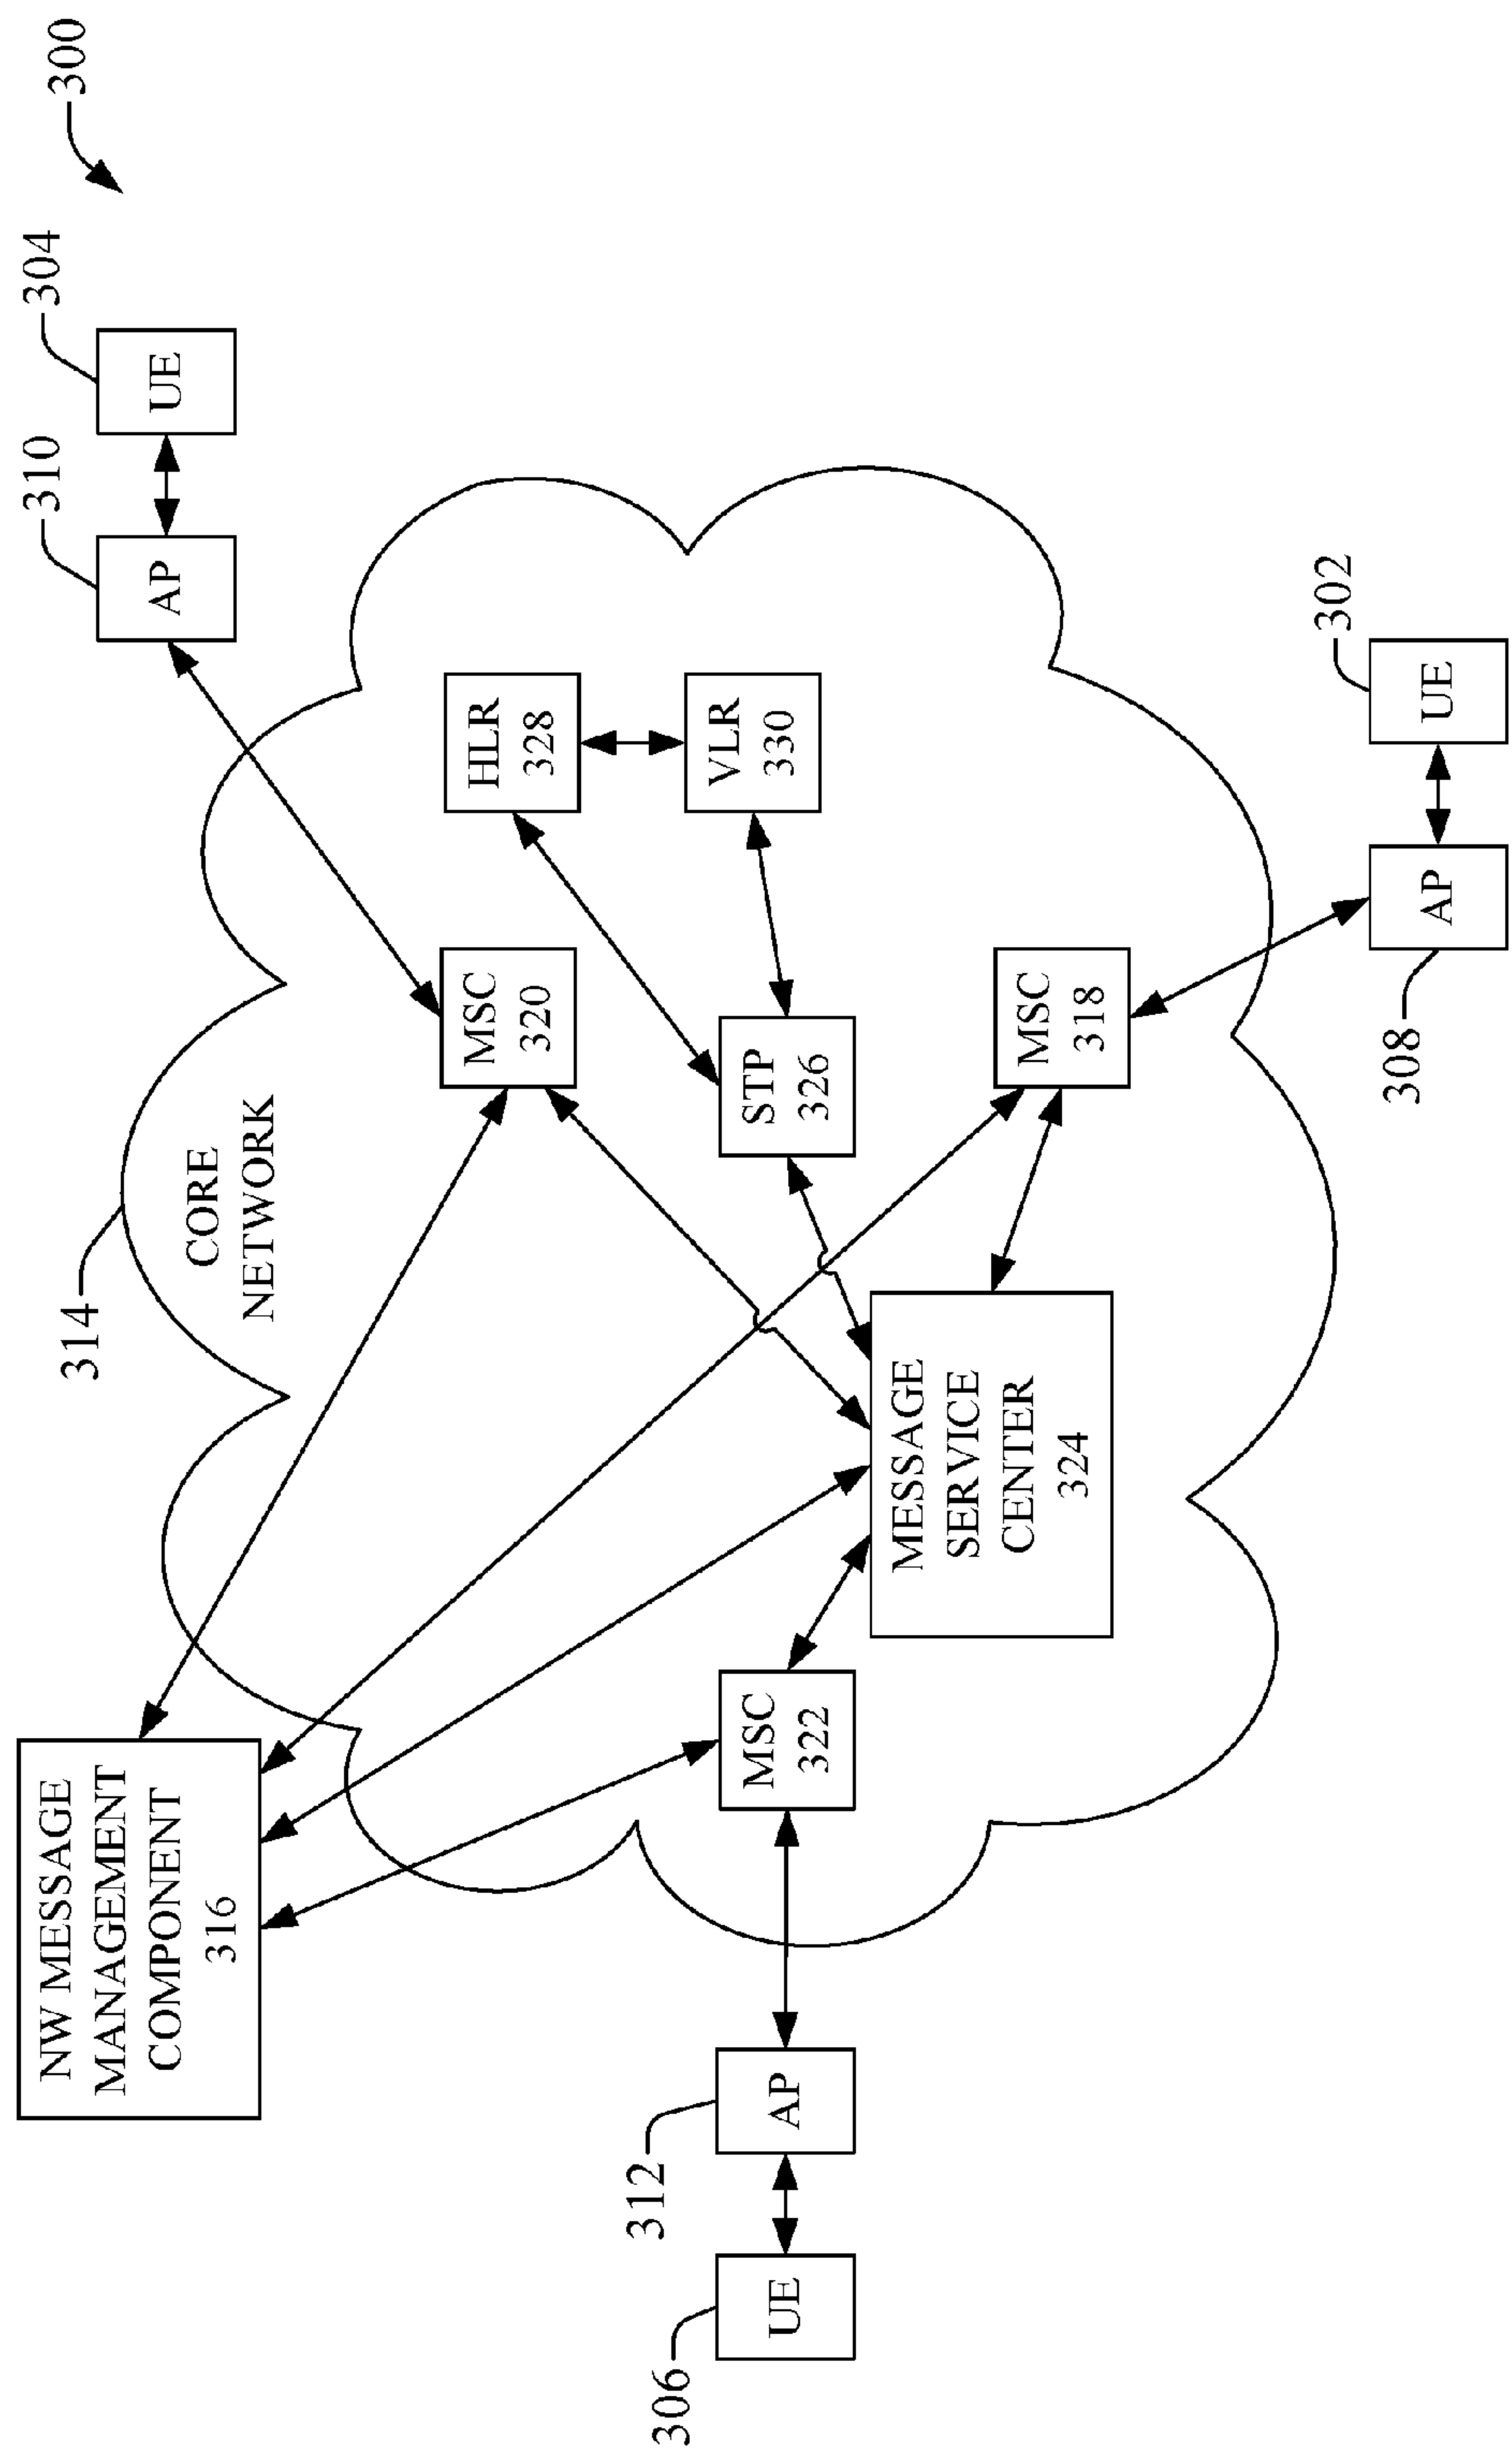 300
NW MESSAGE
MANAGEMENT
COMPONENT
316
314
CORE
NETWORK
310
304
AP
UE
MSC
320
HLR
328
VLR
330
STP
326
306
312
UE
AP
MSC
322
MESSAGE
SERVICE
CENTER
324
MSC
318
308
302
AP
UE